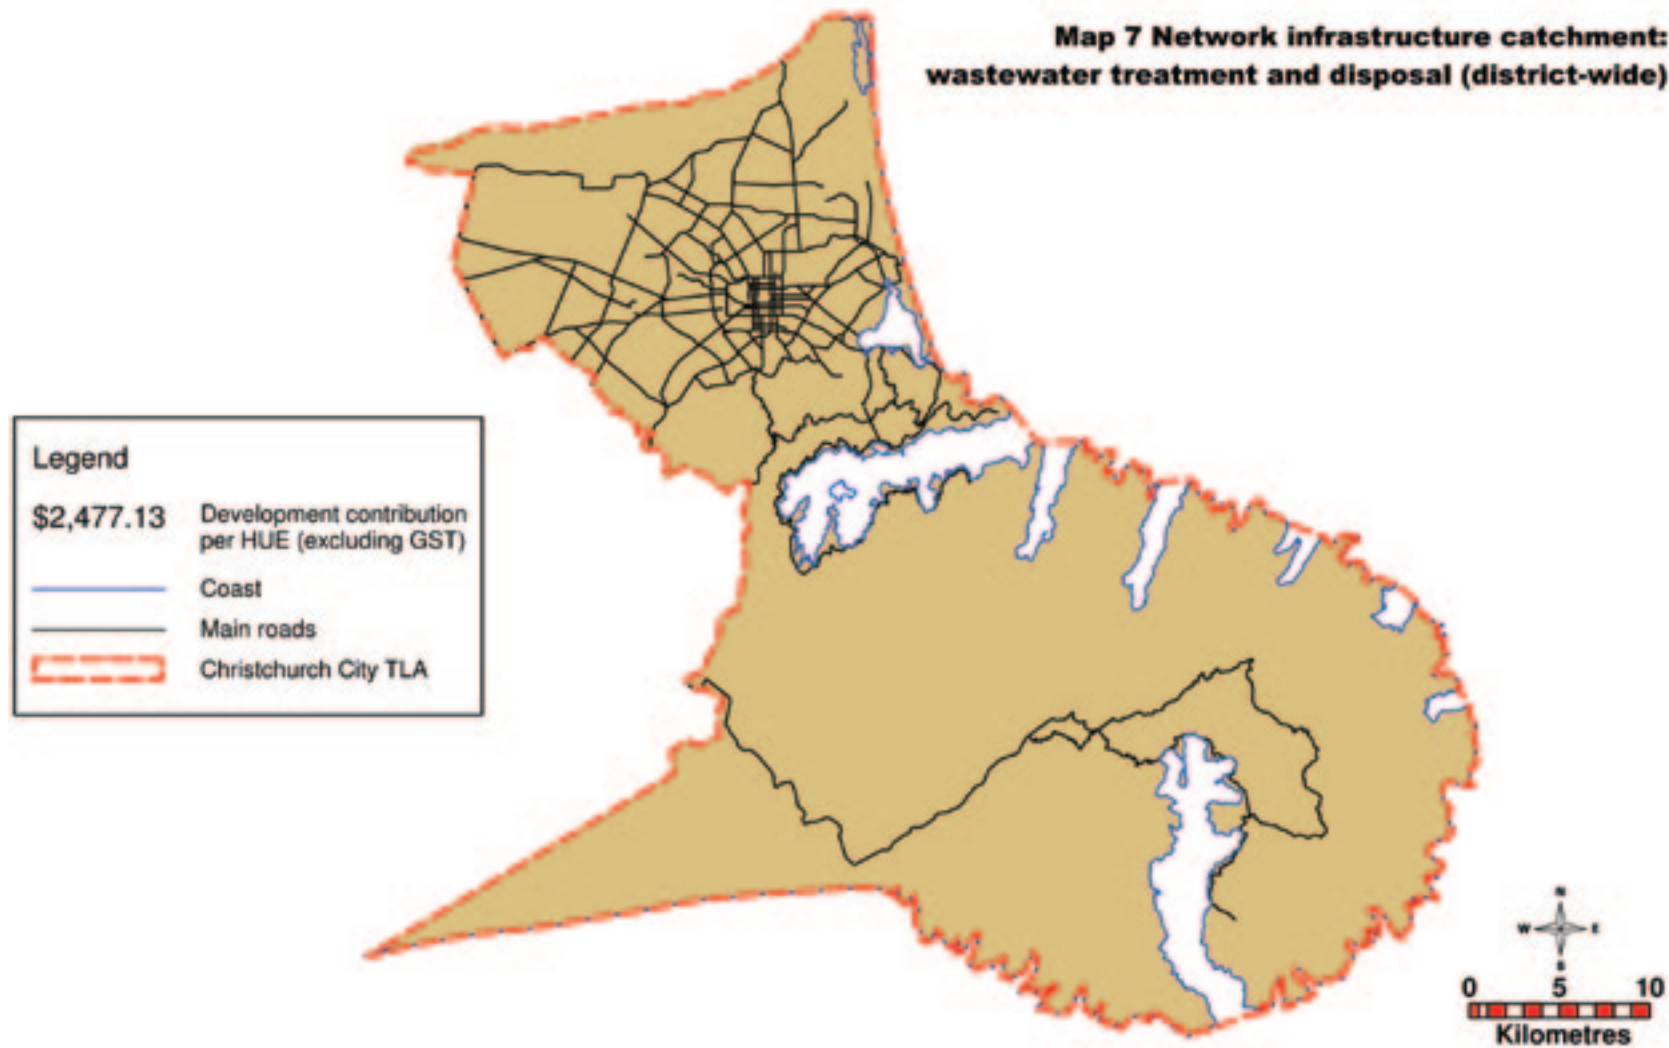 Map 7 Network infrastructure catchment:
wastewater treatment and disposal (district-wide)
Legend
$2,477.13 Development contribution
per HUE (excluding GST)
Coast
Main roads
Christchurch City TLA
N
W E
S
0 5 10
Kilometres